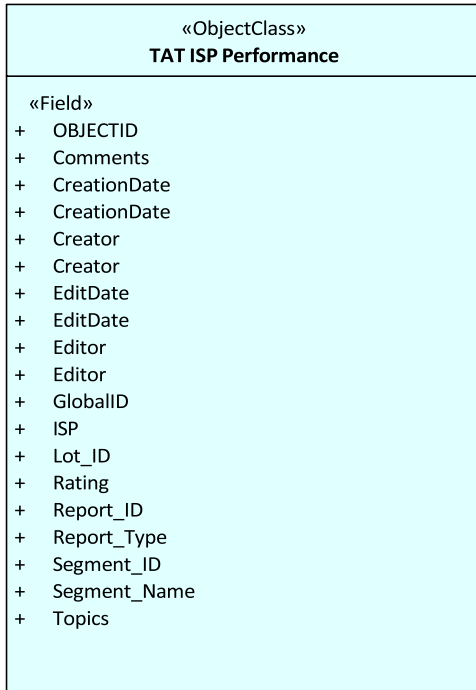 «ObjectClass»
TAT ISP Performance
«Field»
+ OBJECTID
+ Comments
+ CreationDate
+ CreationDate
+ Creator
+ Creator
+ EditDate
+ EditDate
+ Editor
+ Editor
+ GlobalID
+ ISP
+ Lot_ID
+ Rating
+ Report_ID
+ Report_Type
+ Segment_ID
+ Segment_Name
+ Topics